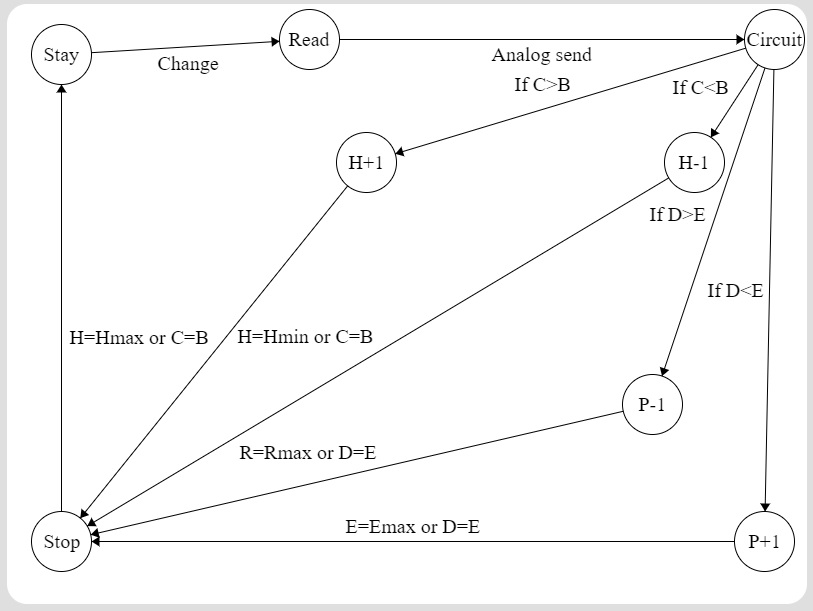 Stay
Read
Circuit
Change
Analog send
If C>B
If C<B
H+1
H-1
If D>E
If D<E
H=Hmax or C=B
H=Hmin or C=B
P-1
R=Rmax or D=E
E=Emax or D=E
Stop
P+1